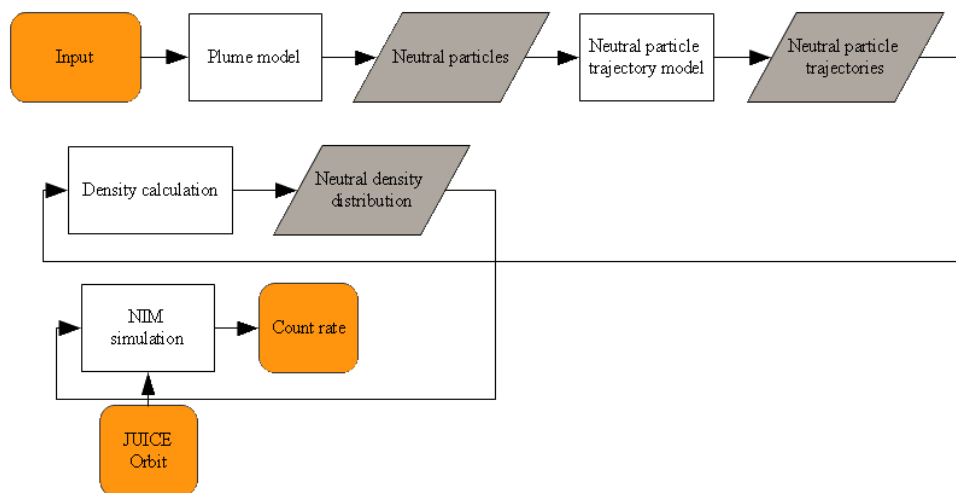 Input
Plume model
Neutral particles
Neutral particle
trajectory model
Neutral particle
trajectories
Density calculation
Neutral density
distribution
NIM
simulation
Count rate
JUICE
Orbit